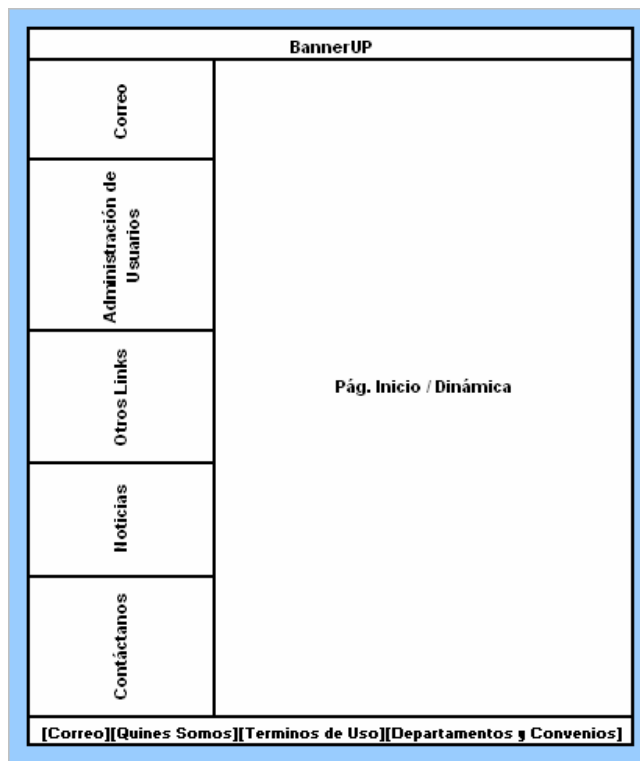 BannerUP
Correo
Administración de
Usuarios
Otros Links
Noticias
Contáctanos
Pág. Inicio / Dinámica
[Correo][Quines Somos][Terminos de Uso][Departamentos y Convenios]